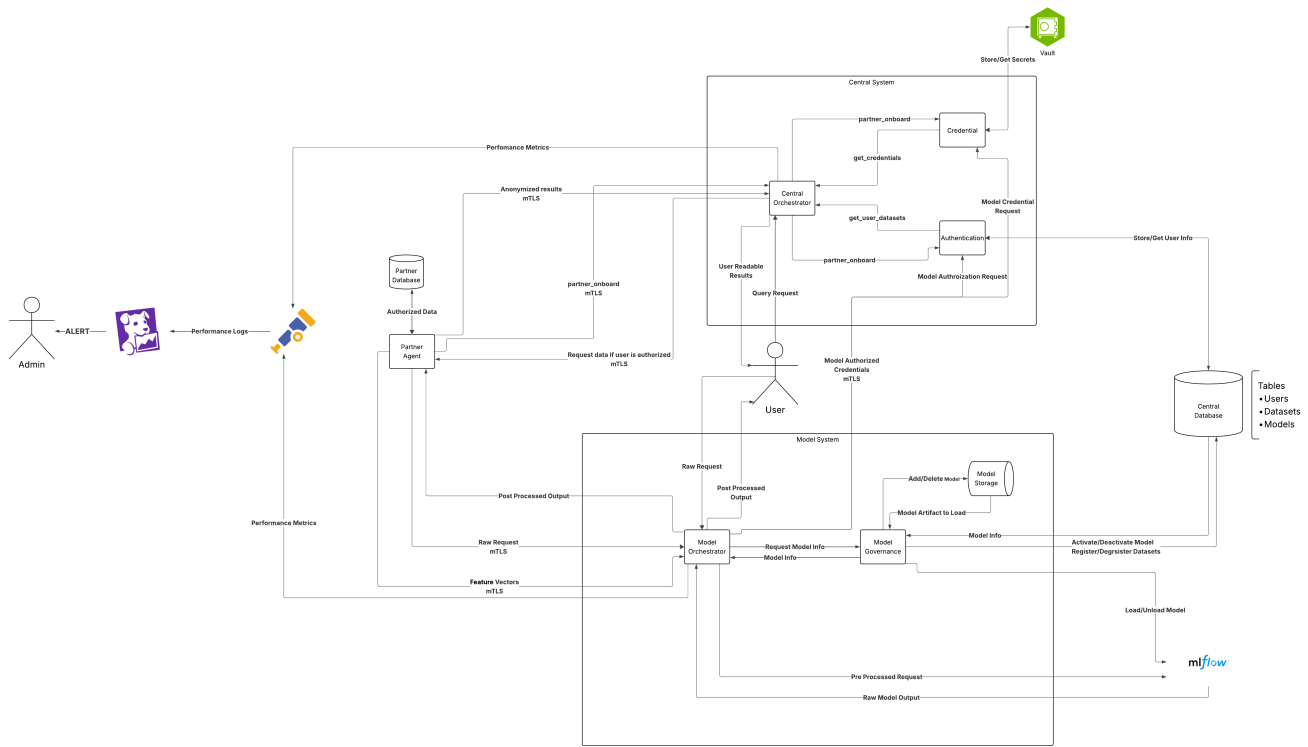 Vault
Store/Get Secrets
Central System
partner_onboard
Credential
get_credentials
Perfomance Metrics
Anonymized results
mTLS
Central
Orchestrator
Model Credential
Request
get_user_datasets
Authentication
Store/Get User Info
partner_onboard
User Readable
Results
Model Authroization Request
Partner
Database
partner_onboard
mTLS
Query Request
Authorized Data
ALERT
Performance Logs
Admin
Partner
Agent
Request data if user is authorized
mTLS
Model Authorized
Credentials
mTLS
User
Central
Database
Tables
•Users
•Datasets
•Models
Model System
Raw Request
Add/Delete Model
Model
Storage
Post Processed
Output
Post Processed Output
Model Artifact to Load
Performance Metrics
Model Info
Raw Request
mTLS
Model
Orchestrator
Request Model Info
Model Info
Model
Governance
Activate/Deactivate Model
Register/Degrsister Datasets
Feature Vectors
mTLS
Load/Unload Model
mlflow
Pre Processed Request
Raw Model Output